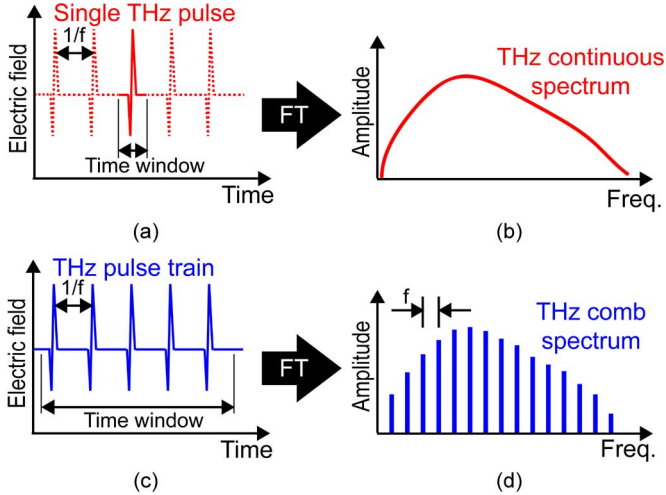 Single THz pulse
1/f
Electric field
Time window
Time
(a)
FT
THz continuous
spectrum
Amplitude
Freq.
(b)
THz pulse train
1/f
Electric field
Time window
Time
(c)
FT
f
THz comb
spectrum
Amplitude
Freq.
(d)